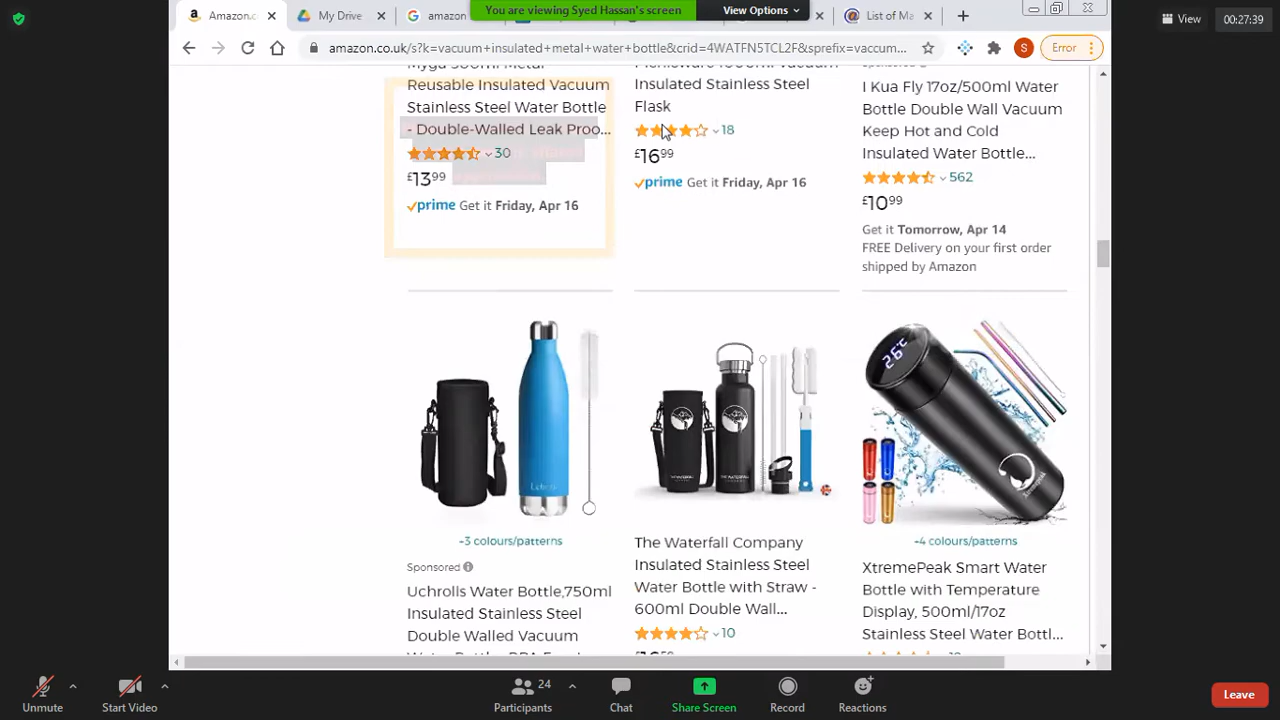 You are viewing Syed Hassan's screen
View Options
View
00:27:39
Amazon.c
My Drive
amazon
List of Ma
amazon.co.uk/s?k=vacuum+insulated+metal+water+bottle&crid=4WATFN5TCL2F&sprefix=vaccum...
S
Error
Reusable Insulated Vacuum
Stainless Steel Water Bottle
- Double-Walled Leak Proo...
30
£13.99
prime Get it Friday, Apr 16
Insulated Stainless Steel
Flask
18
£16.99
prime Get it Friday, Apr 16
I Kua Fly 17oz/500ml Water
Bottle Double Wall Vacuum
Keep Hot and Cold
Insulated Water Bottle...
562
£10.99
Get it Tomorrow, Apr 14
FREE Delivery on your first order
shipped by Amazon
26°C
THE WATERFALL
~3 colours/patterns
Sponsored
Uchrolls Water Bottle,750ml
Insulated Stainless Steel
Double Walled Vacuum
The Waterfall Company
Insulated Stainless Steel
Water Bottle with Straw -
600ml Double Wall...
10
~4 colours/patterns
XtremePeak Smart Water
Bottle with Temperature
Display, 500ml/17oz
Stainless Steel Water Bottl...
Unmute
Start Video
24
Participants
Chat
Share Screen
Record
Reactions
Leave